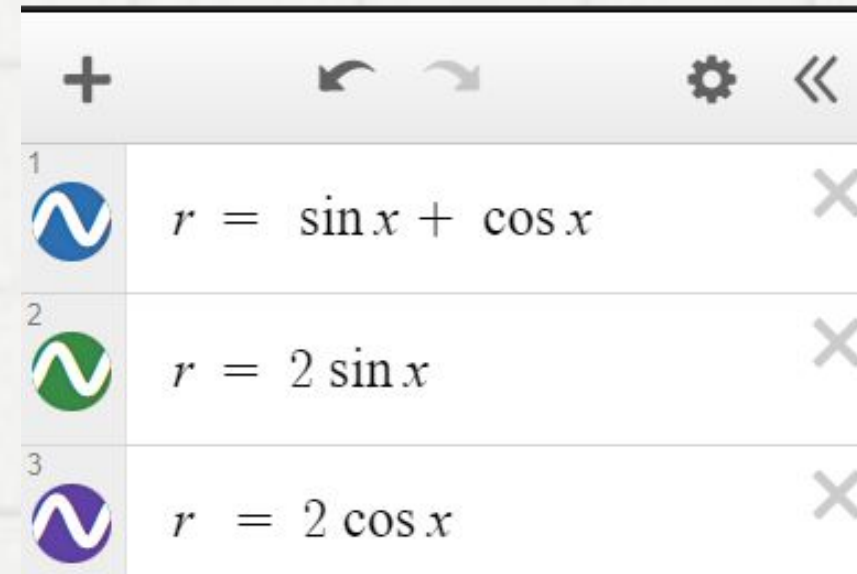 1
r = sin x + cos x
2
r = 2 sin x
3
r = 2 cos x